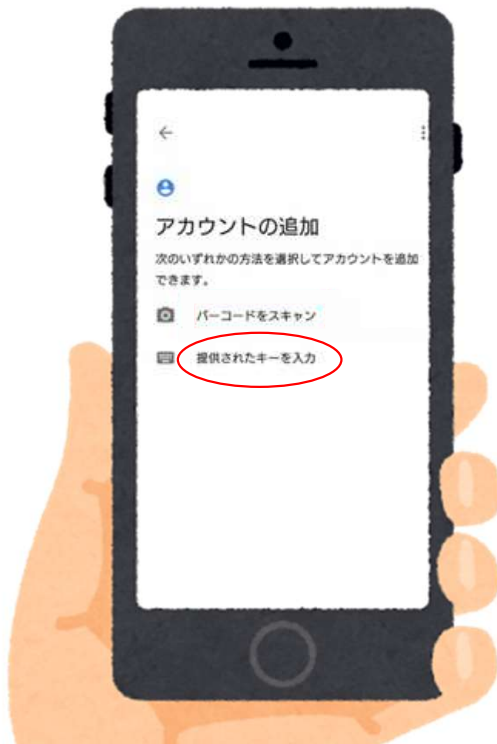 アカウントの追加
次のいずれかの方法を選択してアカウントを追加
できます。
バーコードをスキャン
提供されたキーを入力